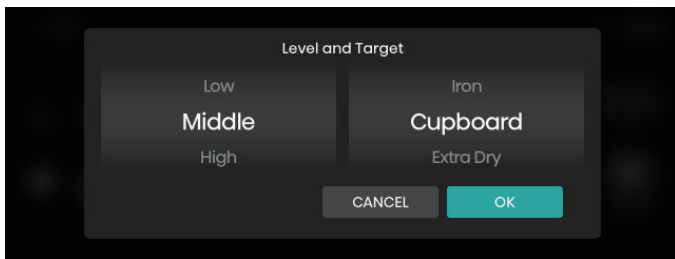 Level and Target
Low
Iron
Middle
Cupboard
High
Extra Dry
CANCEL
OK